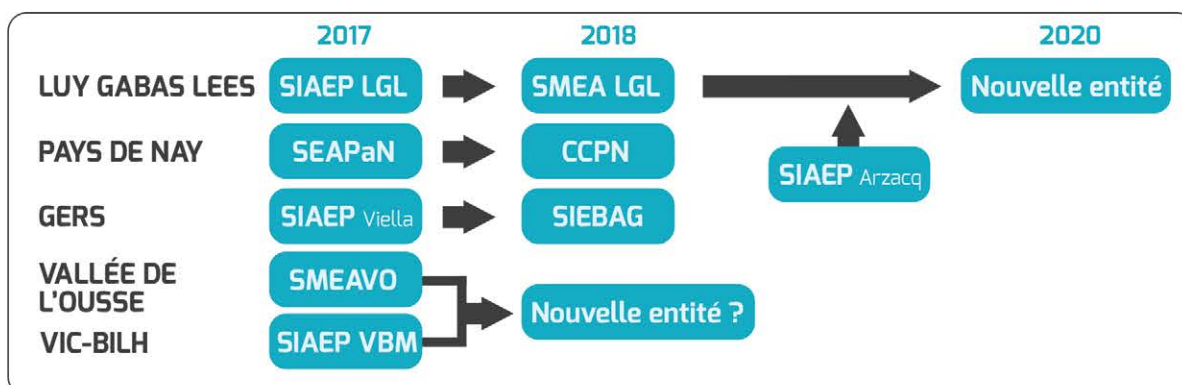 2017 2018 2020
LUY GABAS LEES SIAEP LGL SMEA LGL Nouvelle entité
PAYS DE NAY SEAPaN CCPN
SIAEP Arzacq
GERS SIAEP Viella SIEBAG
VALLÉE DE
L'OUSSE
SMEAVO
Nouvelle entité ?
VIC-BILH SIAEP VBM